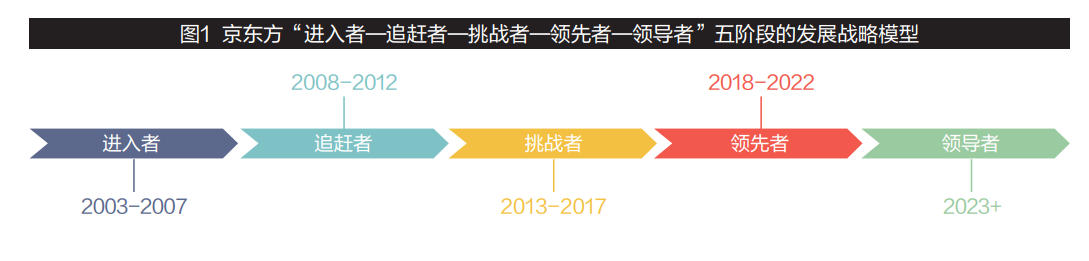 图1 京东方“进入者—追赶者—挑战者—领先者—领导者”五阶段的发展战略模型
2008-2012
2018-2022
进入者
追赶者
挑战者
领先者
领导者
2003-2007
2013-2017
2023+